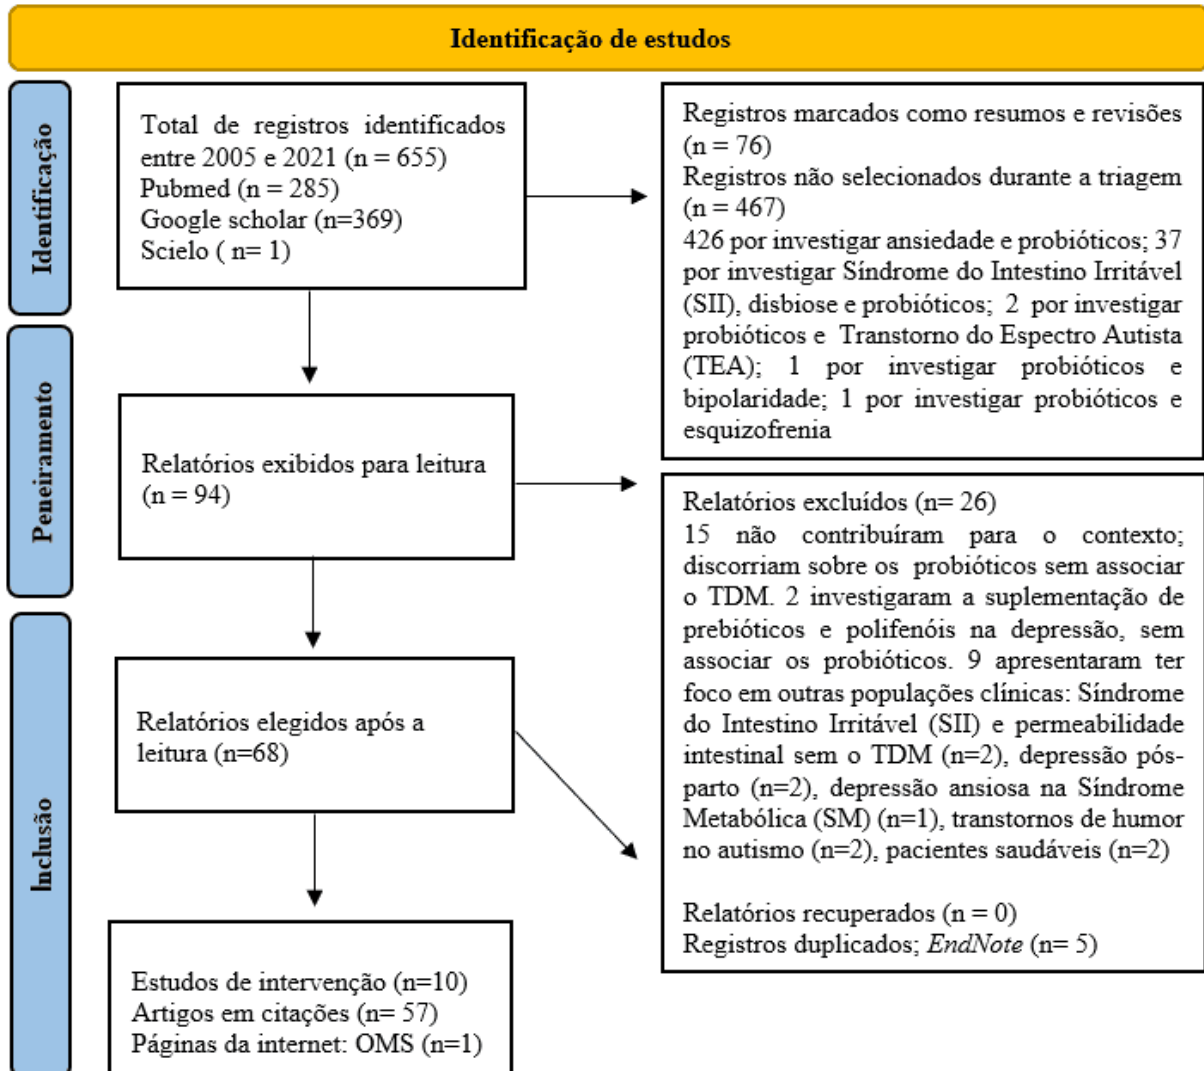 Identificação de estudos
Identificação
Total de registros identificados
entre 2005 e 2021 (n = 655)
Pubmed (n = 285)
Google scholar (n=369)
Scielo ( n= 1)
Registros marcados como resumos e revisões
(n = 76)
Registros não selecionados durante a triagem
(n = 467)
426 por investigar ansiedade e probióticos; 37
por investigar Síndrome do Intestino Irritável
(SII), disbiose e probióticos; 2 por investigar
probióticos e Transtorno do Espectro Autista
(TEA); 1 por investigar probióticos e
bipolaridade; 1 por investigar probióticos e
esquizofrenia
Peneiramento
Relatórios exibidos para leitura
(n = 94)
Relatórios excluídos (n= 26)
15 não contribuíram para o contexto;
discorriam sobre os probióticos sem associar
o TDM. 2 investigaram a suplementação de
prebióticos e polifenóis na depressão, sem
associar os probióticos. 9 apresentaram ter
foco em outras populações clínicas: Síndrome
do Intestino Irritável (SII) e permeabilidade
intestinal sem o TDM (n=2), depressão pós-
parto (n=2), depressão ansiosa na Síndrome
Metabólica (SM) (n=1), transtornos de humor
no autismo (n=2), pacientes saudáveis (n=2)
Relatórios recuperados (n = 0)
Registros duplicados; EndNote (n= 5)
Inclusão
Relatórios elegidos após a
leitura (n=68)
Estudos de intervenção (n=10)
Artigos em citações (n= 57)
Páginas da internet: OMS (n=1)